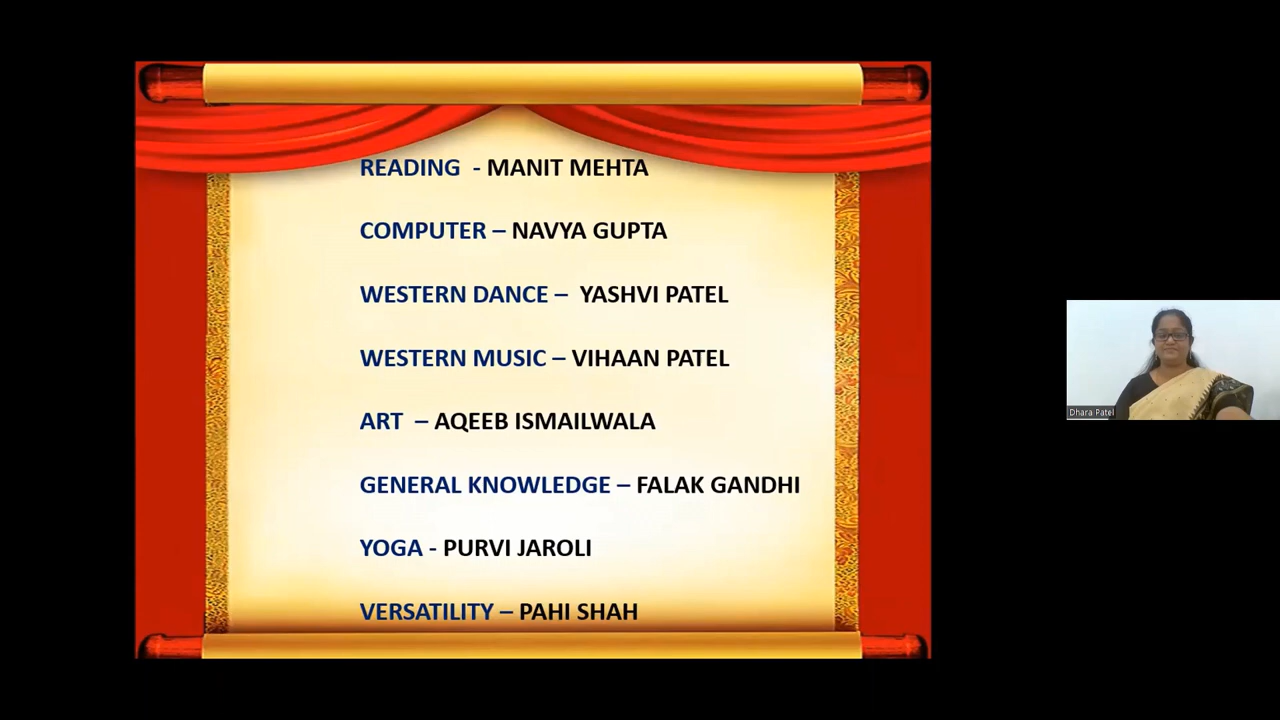 READING - MANIT MEHTA
COMPUTER – NAVYA GUPTA
WESTERN DANCE – YASHVI PATEL
WESTERN MUSIC – VIHAAN PATEL
ART – AQEEB ISMAILWALA
GENERAL KNOWLEDGE – FALAK GANDHI
YOGA - PURVI JAROLI
VERSATILITY – PAHI SHAH
Dhara Patel